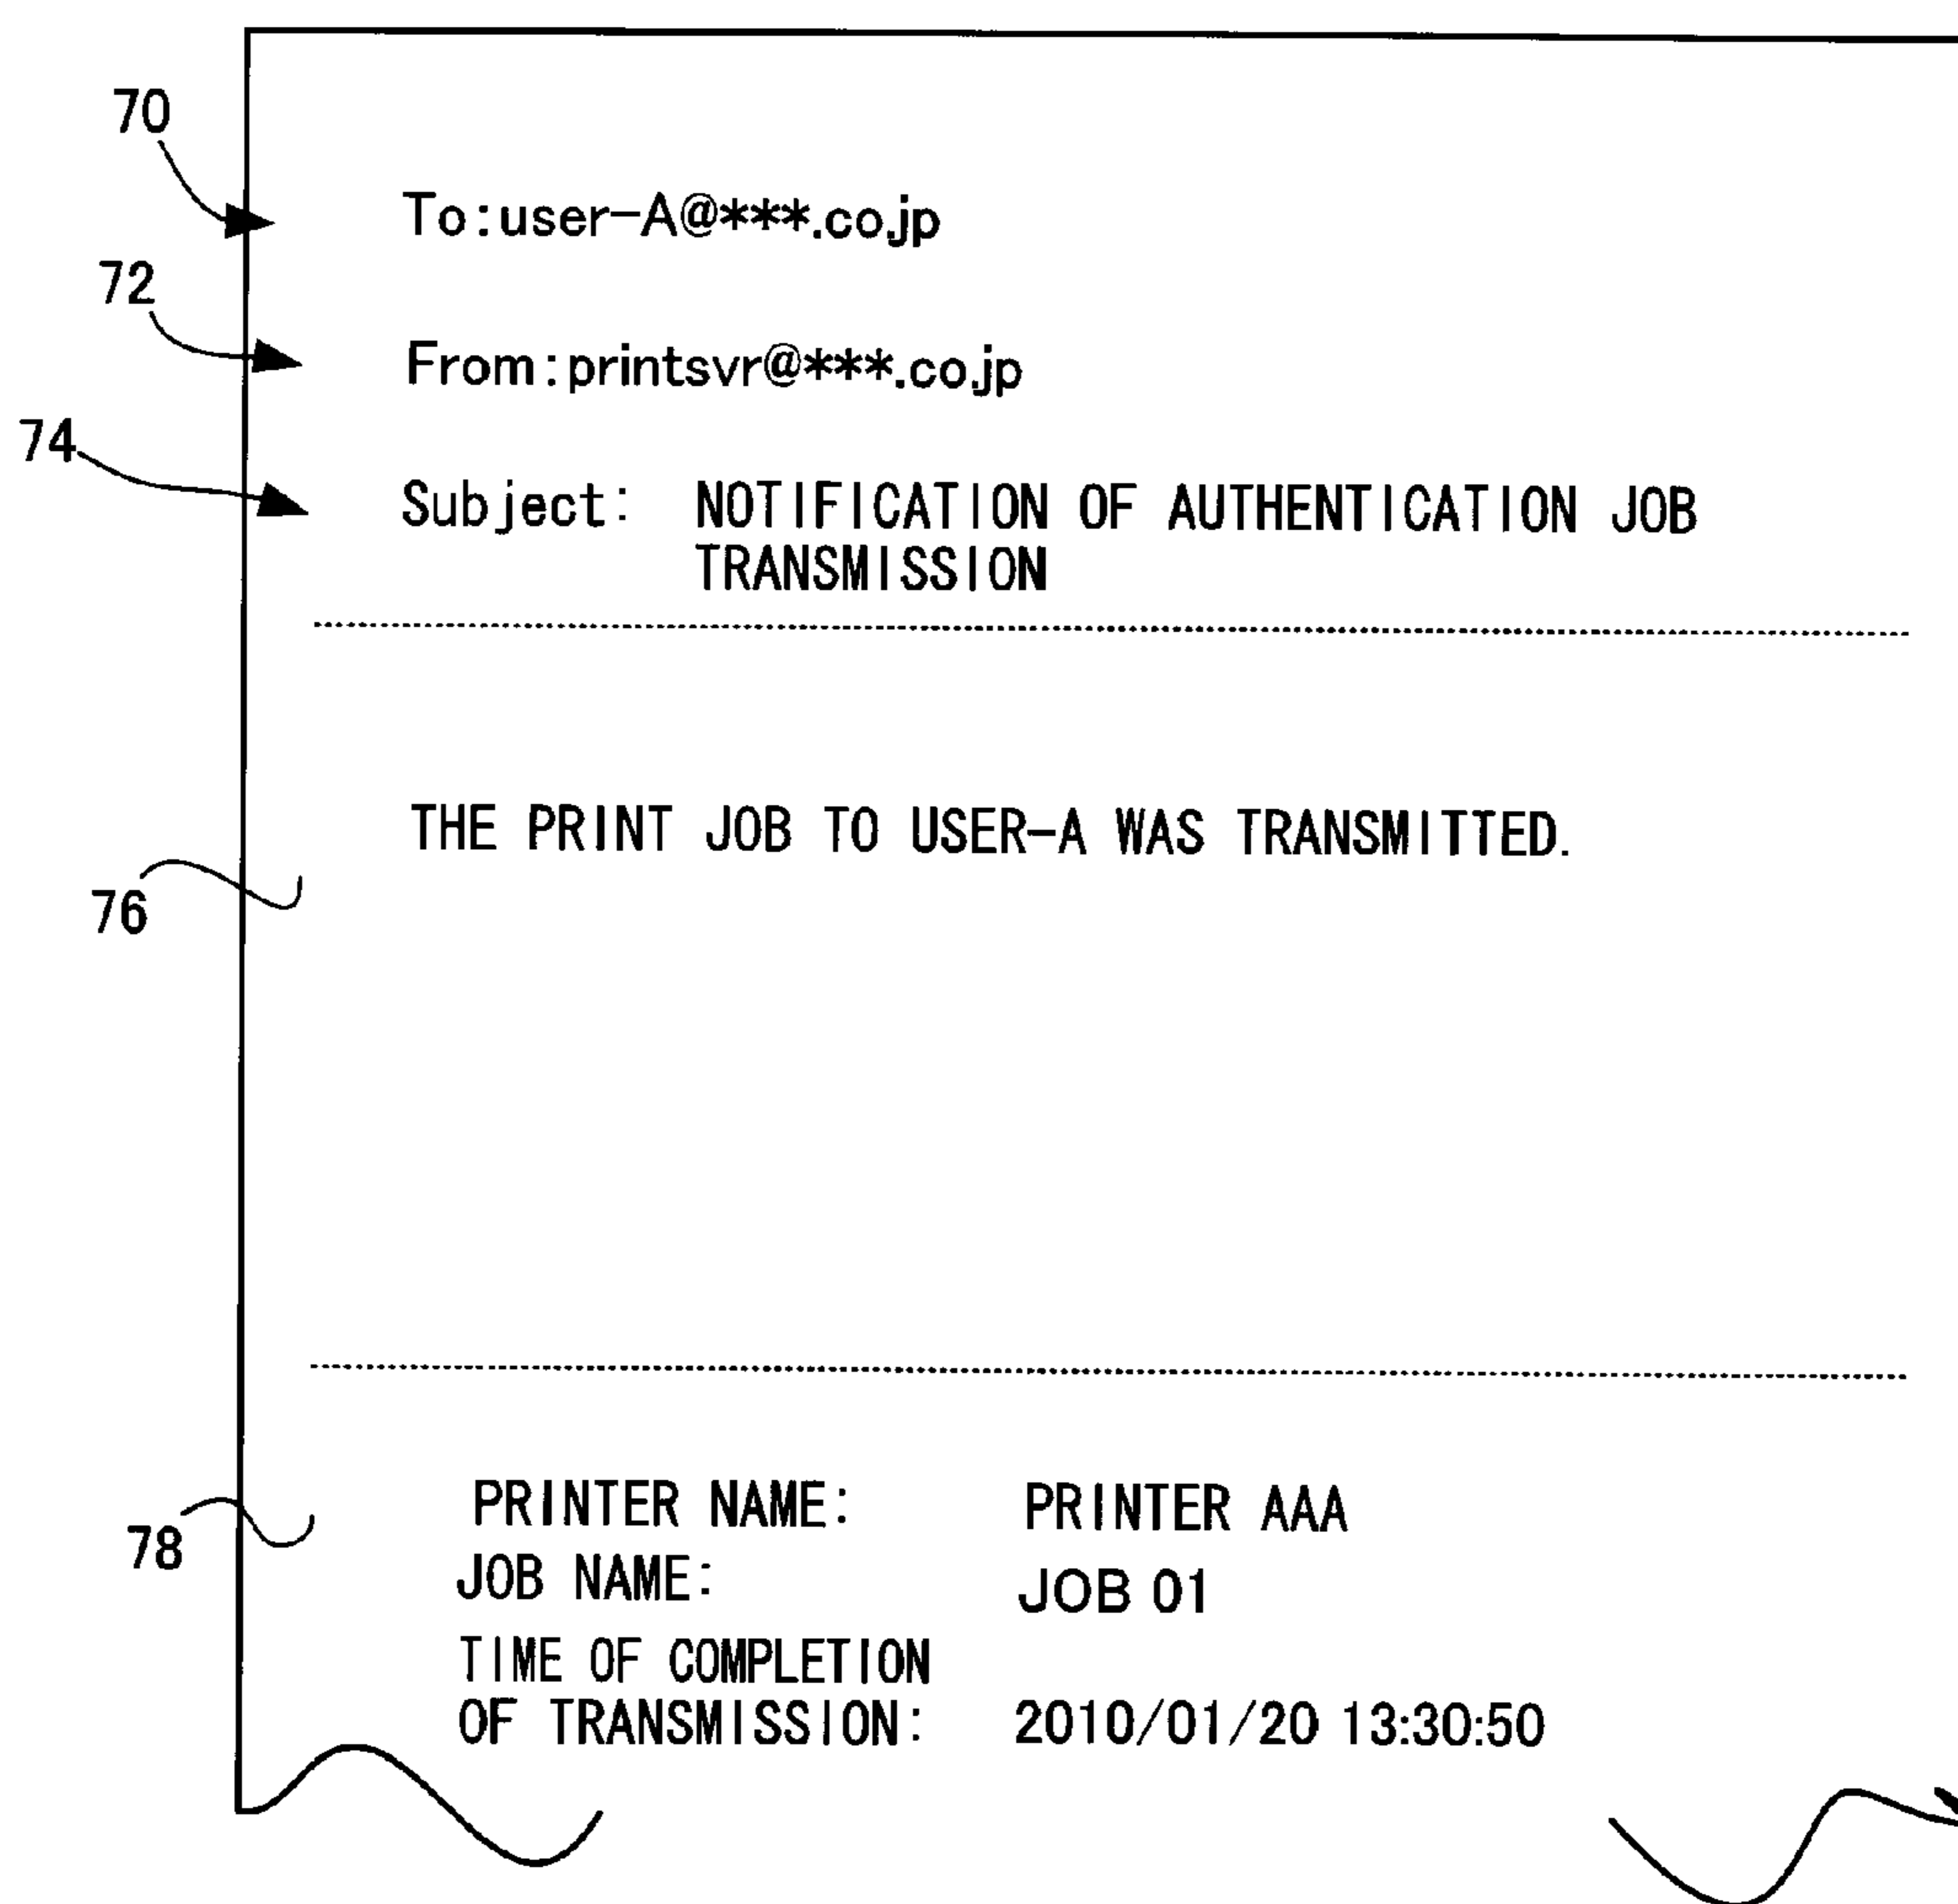 70
To:user-A@***.co.jp
72
From:printsvr@***.co.jp
74
Subject: NOTIFICATION OF AUTHENTICATION JOB
TRANSMISSION
THE PRINT JOB TO USER-A WAS TRANSMITTED.
76
PRINTER NAME: PRINTER AAA
78
JOB NAME: JOB 01
TIME OF COMPLETION
OF TRANSMISSION: 2010/01/20 13:30:50